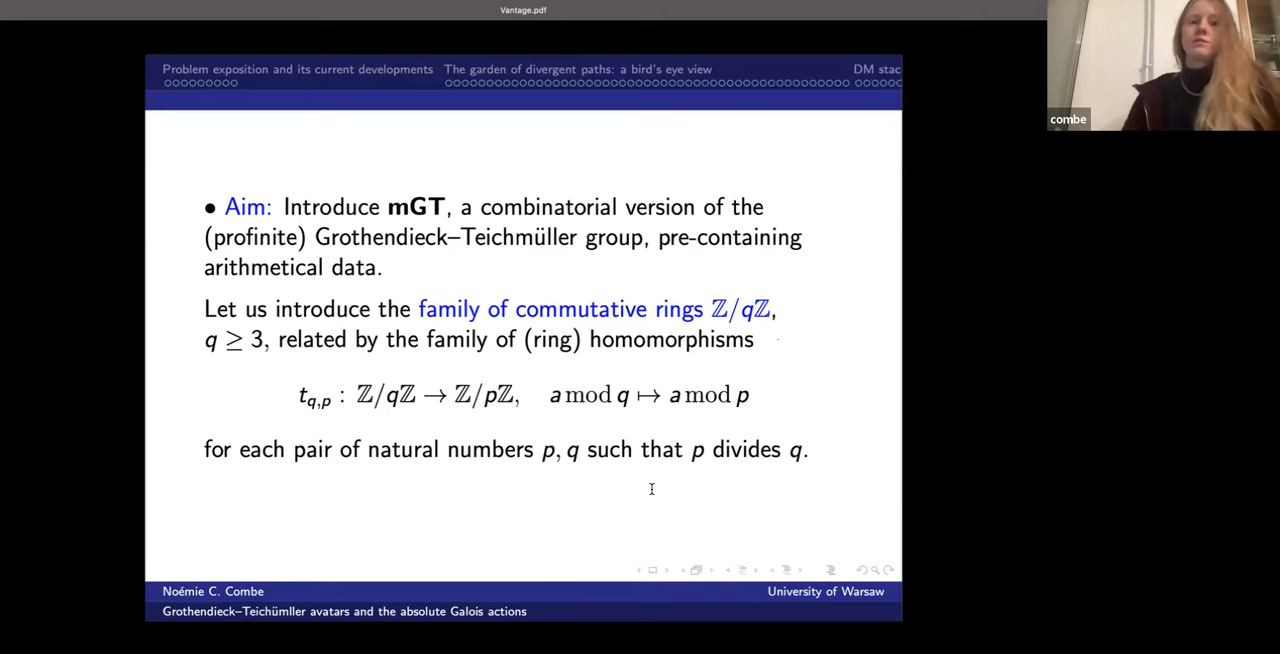 Vantage.pdf
Problem exposition and its current developments The garden of divergent paths: a bird's eye view DM stac
combe
• Aim: Introduce mGT, a combinatorial version of the
(profinite) Grothendieck–Teichmüller group, pre-containing
arithmetical data.
Let us introduce the family of commutative rings ℤ/qℤ,
q ≥ 3, related by the family of (ring) homomorphisms
t_{q,p} : ℤ/qℤ → ℤ/pℤ, a mod q ↦ a mod p
for each pair of natural numbers p, q such that p divides q.
Noémie C. Combe University of Warsaw
Grothendieck–Teichümller avatars and the absolute Galois actions